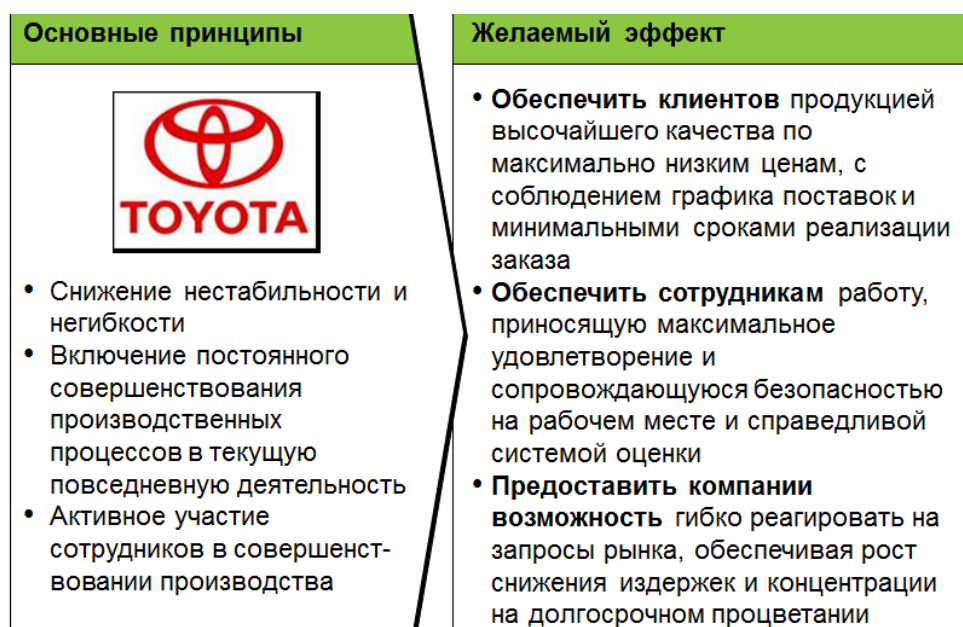 Основные принципы
TOYOTA
• Снижение нестабильности и
негибкости
• Включение постоянного
совершенствования
производственных
процессов в текущую
повседневную деятельность
• Активное участие
сотрудников в совершенст-
вовании производства
Желаемый эффект
• Обеспечить клиентов продукцией
высочайшего качества по
максимально низким ценам, с
соблюдением графика поставок и
минимальными сроками реализации
заказа
• Обеспечить сотрудникам работу,
приносящую максимальное
удовлетворение и
сопровождающуюся безопасностью
на рабочем месте и справедливой
системой оценки
• Предоставить компании
возможность гибко реагировать на
запросы рынка, обеспечивая рост
снижения издержек и концентрации
на долгосрочном процветании